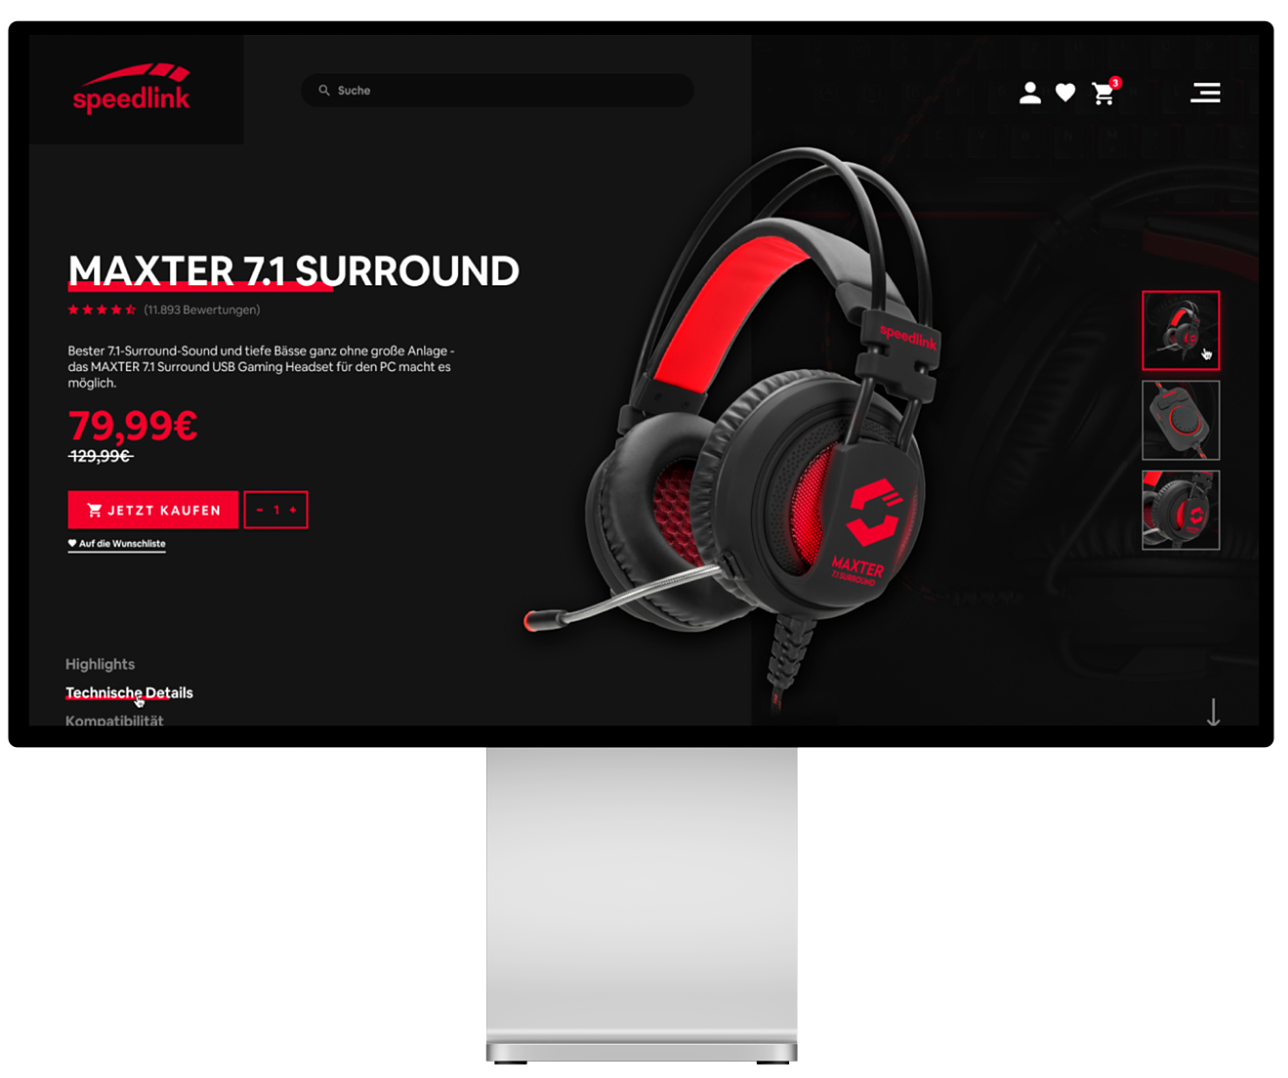 speedlink
Suche
3
MAXTER 7.1 SURROUND
(11.893 Bewertungen)
Bester 7.1-Surround-Sound und tiefe Bässe ganz ohne große Anlage -
das MAXTER 7.1 Surround USB Gaming Headset für den PC macht es
möglich.
79,99€
129,99€
JETZT KAUFEN
- 1 +
Auf die Wunschliste
speedlink
MAXTER
7.1 SURROUND
Highlights
Technische Details
Kompatibilität